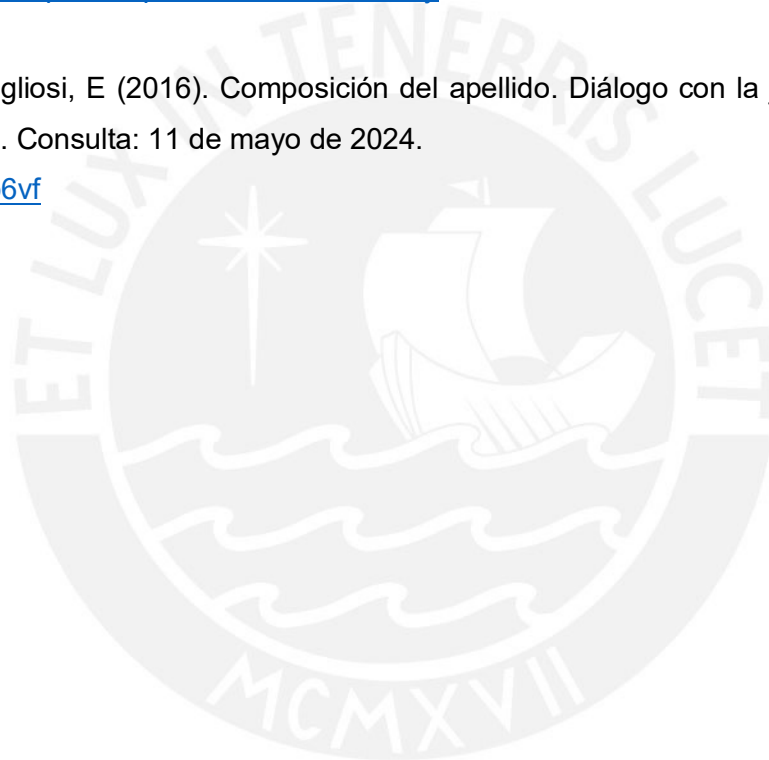 gliosi, E (2016). Composición del apellido. Diálogo con la
. Consulta: 11 de mayo de 2024.
6vf
ET LUX IN TENEBRIS LUCET
MCMXVII